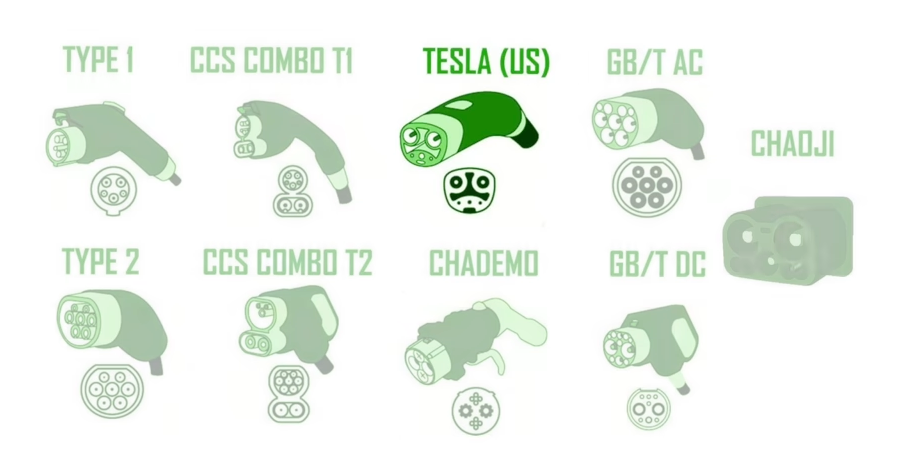 TYPE 1
CCS COMBO T1
TESLA (US)
GB/T AC
CHAOJI
TYPE 2
CCS COMBO T2
CHADEMO
GB/T DC